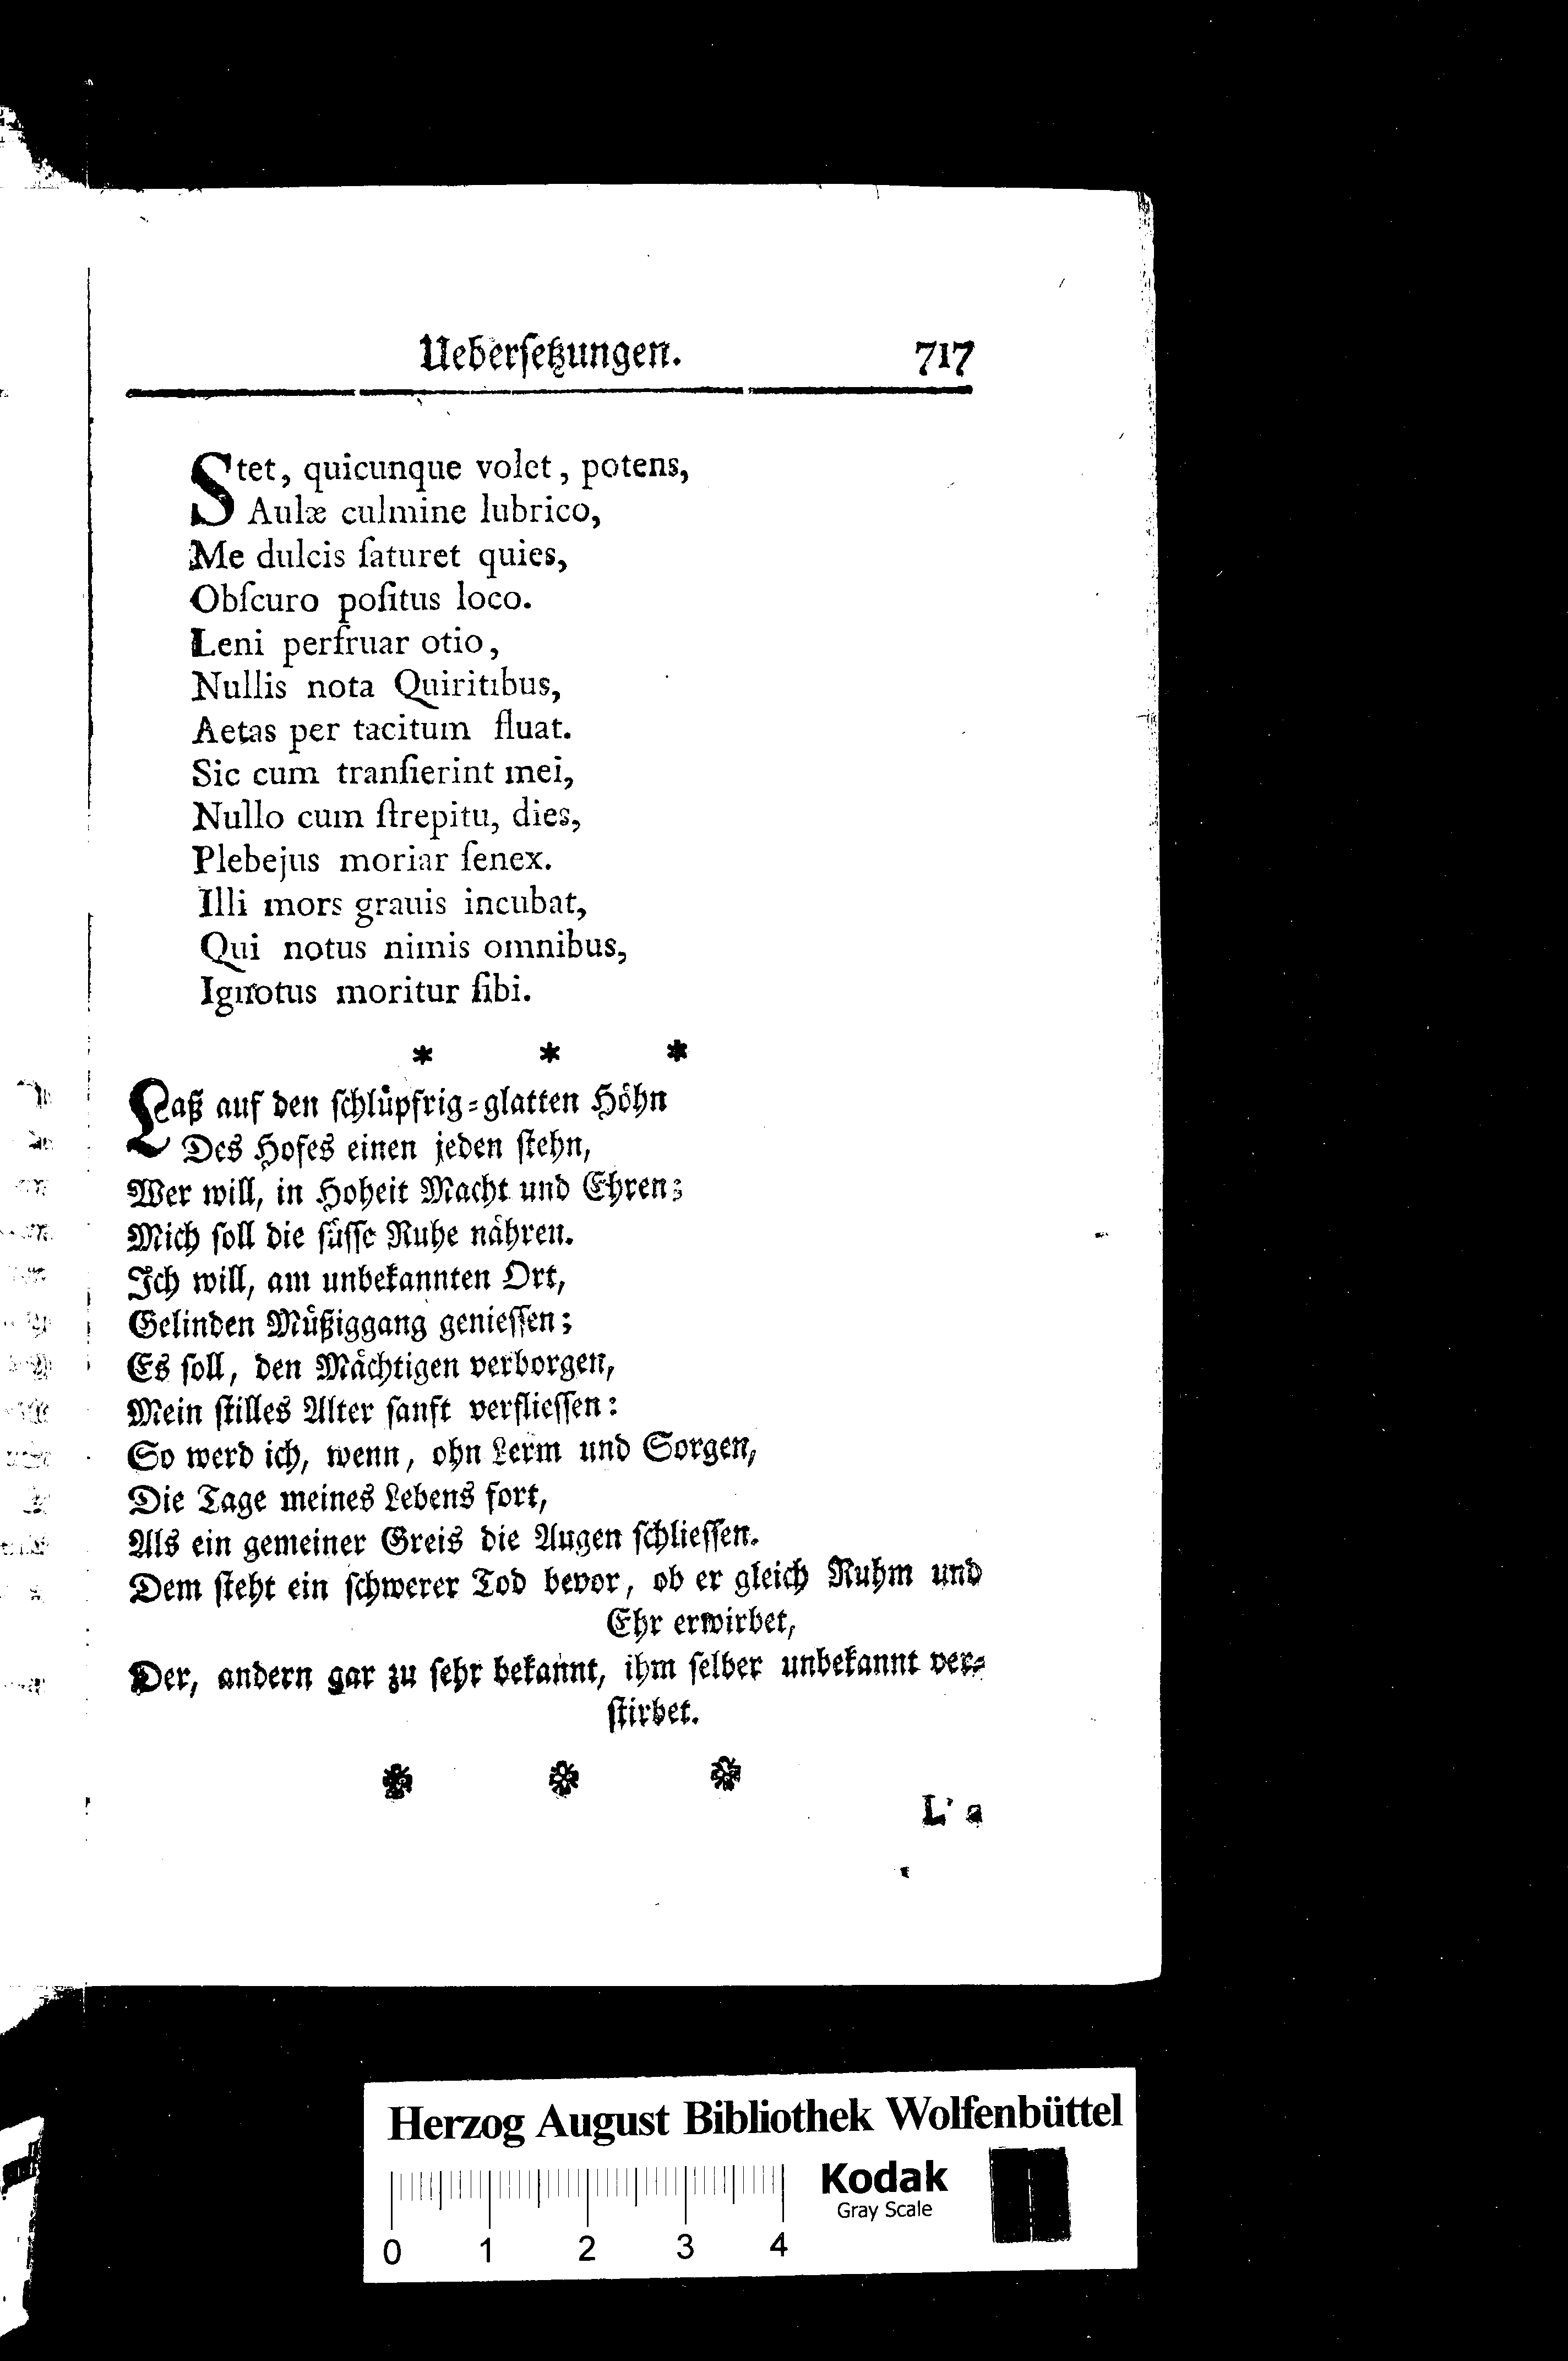 Uebersetzungen. 717
Stet, quicunque volet, potens,
Aulæ culmine lubrico,
Me dulcis ſaturet quies,
Obſcuro poſitus loco.
Leni perfruar otio,
Nullis nota Quiritibus,
Aetas per tacitum fluat.
Sic cum tranſierint mei,
Nullo cum ſtrepitu, dies,
Plebejus moriar ſenex.
Illi mors grauis incubat,
Qui notus nimis omnibus,
Ignotus moritur ſibi.
* * *
Laß auf den ſchlüpfrig-glatten Höhn
Des Hofes einen jeden ſtehn,
Wer will, in Hoheit Macht und Ehren;
Mich ſoll die ſüſſe Ruhe nähren.
Ich will, am unbekannten Ort,
Gelinden Müßiggang genieſſen;
Es ſoll, den Mächtigen verborgen,
Mein ſtilles Alter ſanft verflieſſen:
So werd ich, wenn, ohn Lerm und Sorgen,
Die Tage meines Lebens fort,
Als ein gemeiner Greis die Augen ſchlieſſen.
Dem ſteht ein ſchwerer Tod bevor, ob er gleich Ruhm und
Ehr erwirbet,
Der, andern gar zu ſehr bekannt, ihm ſelber unbekannt ver-
ſtirbet.
* * *
L' a
Herzog August Bibliothek Wolfenbüttel
Kodak
Gray Scale
0 1 2 3 4